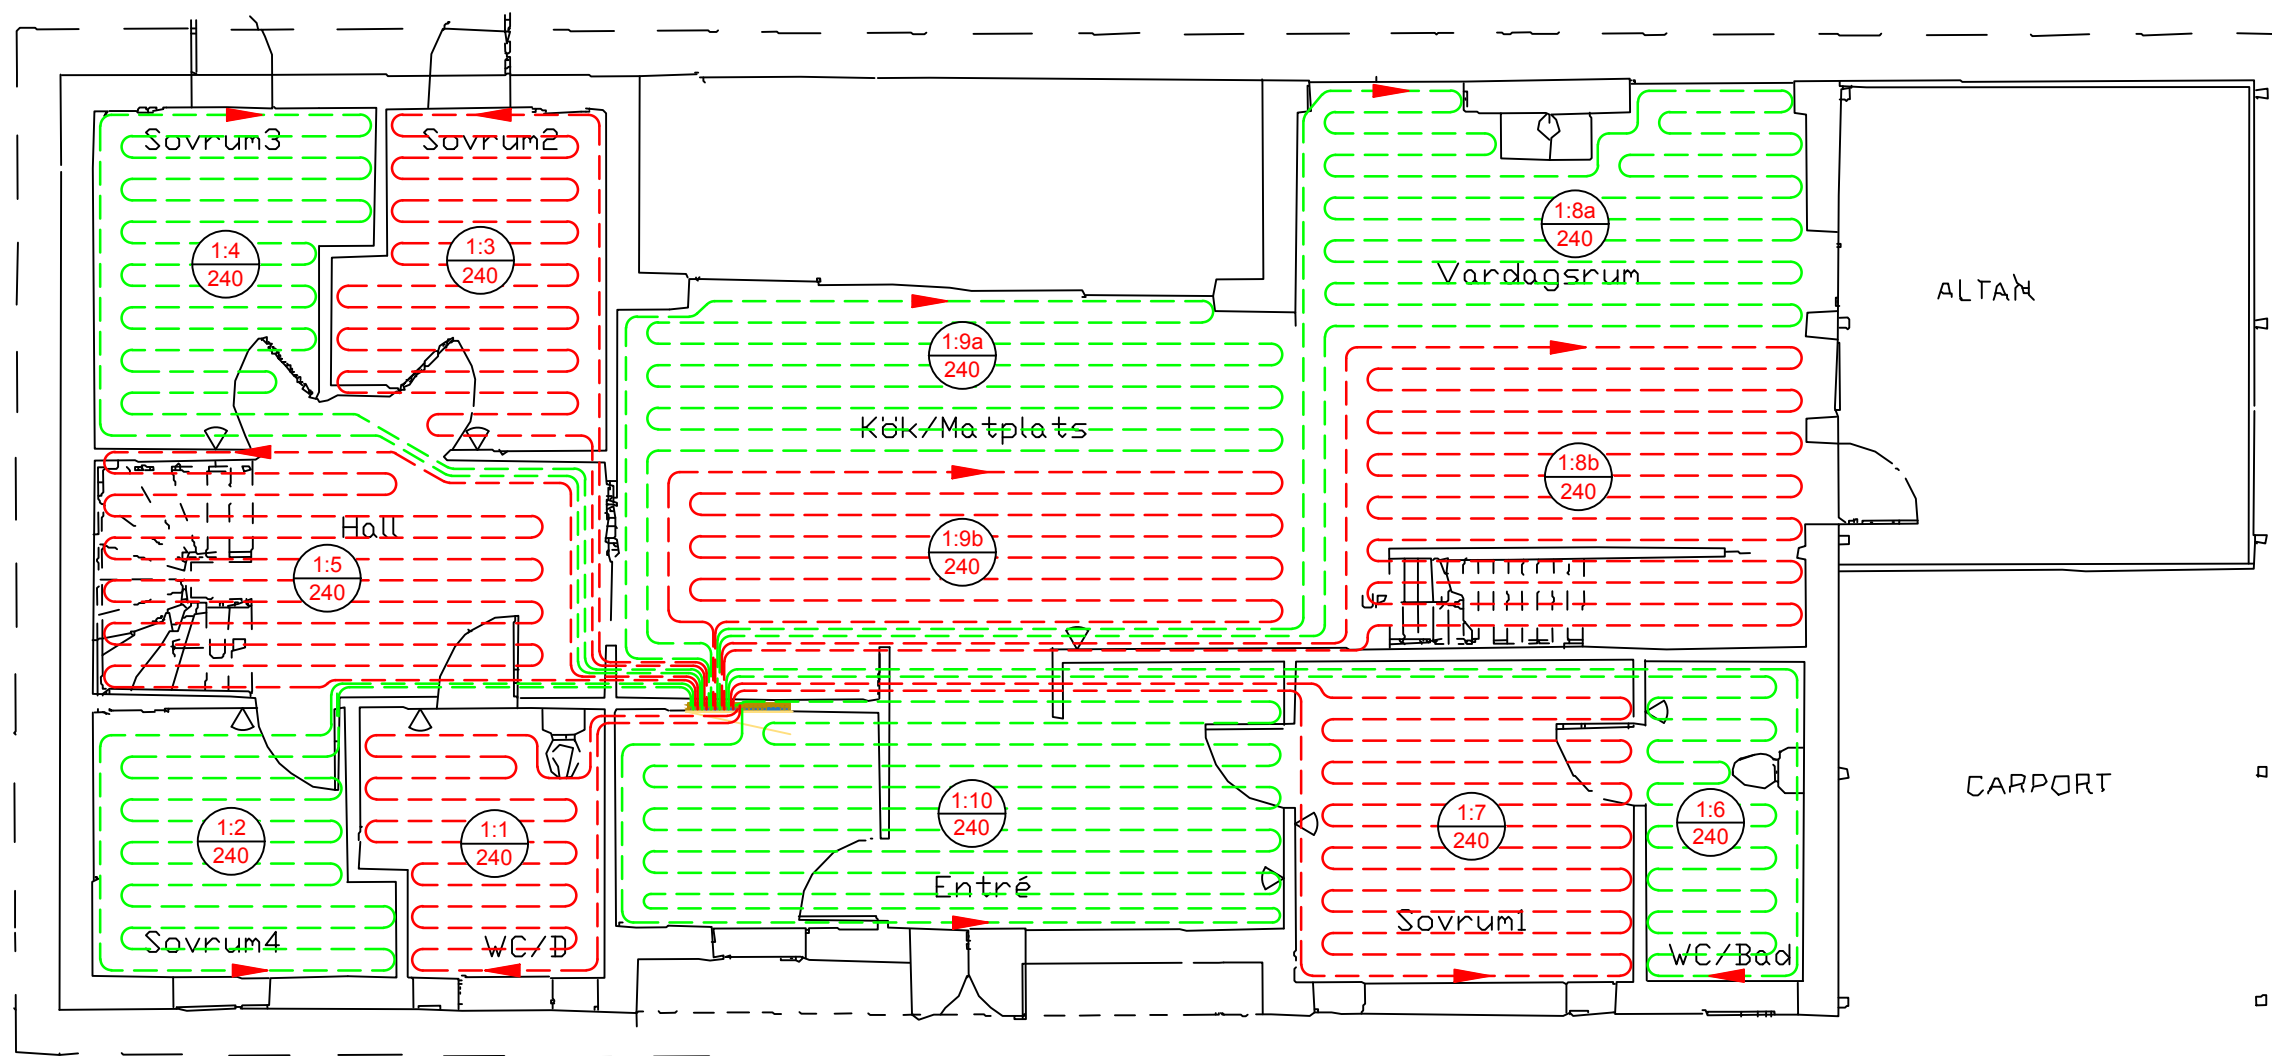 Sovrum3
Sovrum2
1:4
240
1:3
240
1:8a
240
Vardagsrum
ALTAN
1:9a
240
Kök/Matplats
1:8b
240
Hall
1:5
240
1:9b
240
UP
UP
1:2
240
1:1
240
1:10
240
1:7
240
1:6
240
CARPORT
Entré
Sovrum4
WC/D
Sovrum1
WC/Bad